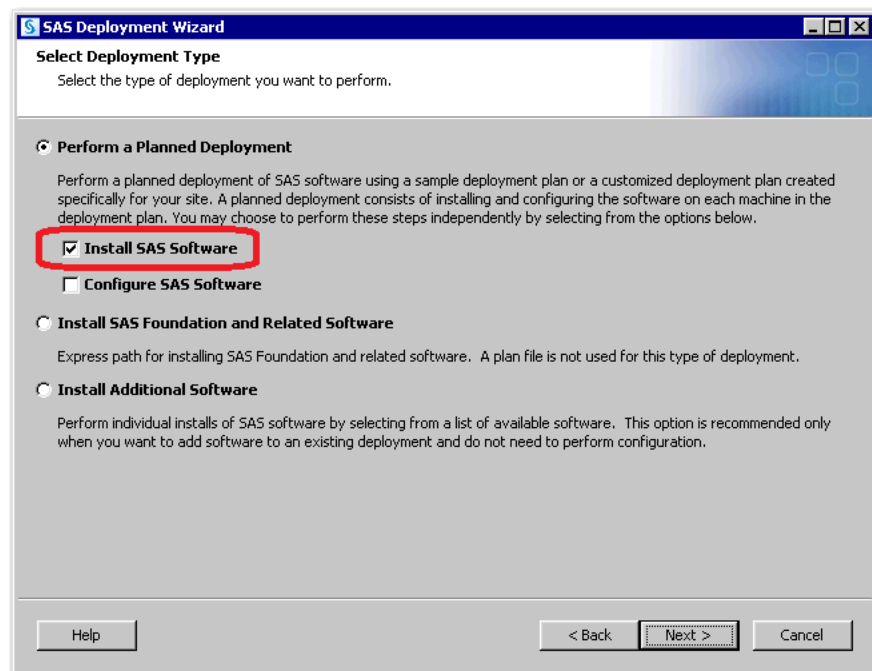 SAS Deployment Wizard
Select Deployment Type
Select the type of deployment you want to perform.
Perform a Planned Deployment
Perform a planned deployment of SAS software using a sample deployment plan or a customized deployment plan created
specifically for your site. A planned deployment consists of installing and configuring the software on each machine in the
deployment plan. You may choose to perform these steps independently by selecting from the options below.
Install SAS Software
Configure SAS Software
Install SAS Foundation and Related Software
Express path for installing SAS Foundation and related software. A plan file is not used for this type of deployment.
Install Additional Software
Perform individual installs of SAS software by selecting from a list of available software. This option is recommended only
when you want to add software to an existing deployment and do not need to perform configuration.
Help < Back Next > Cancel